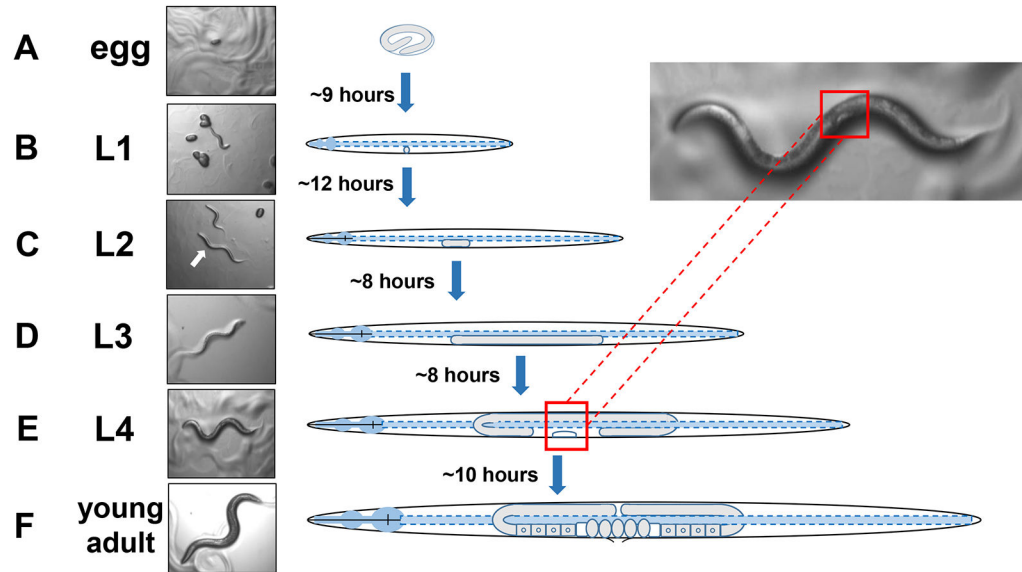 A egg
~9 hours
B L1
~12 hours
C L2
~8 hours
D L3
~8 hours
E L4
~10 hours
F young
adult